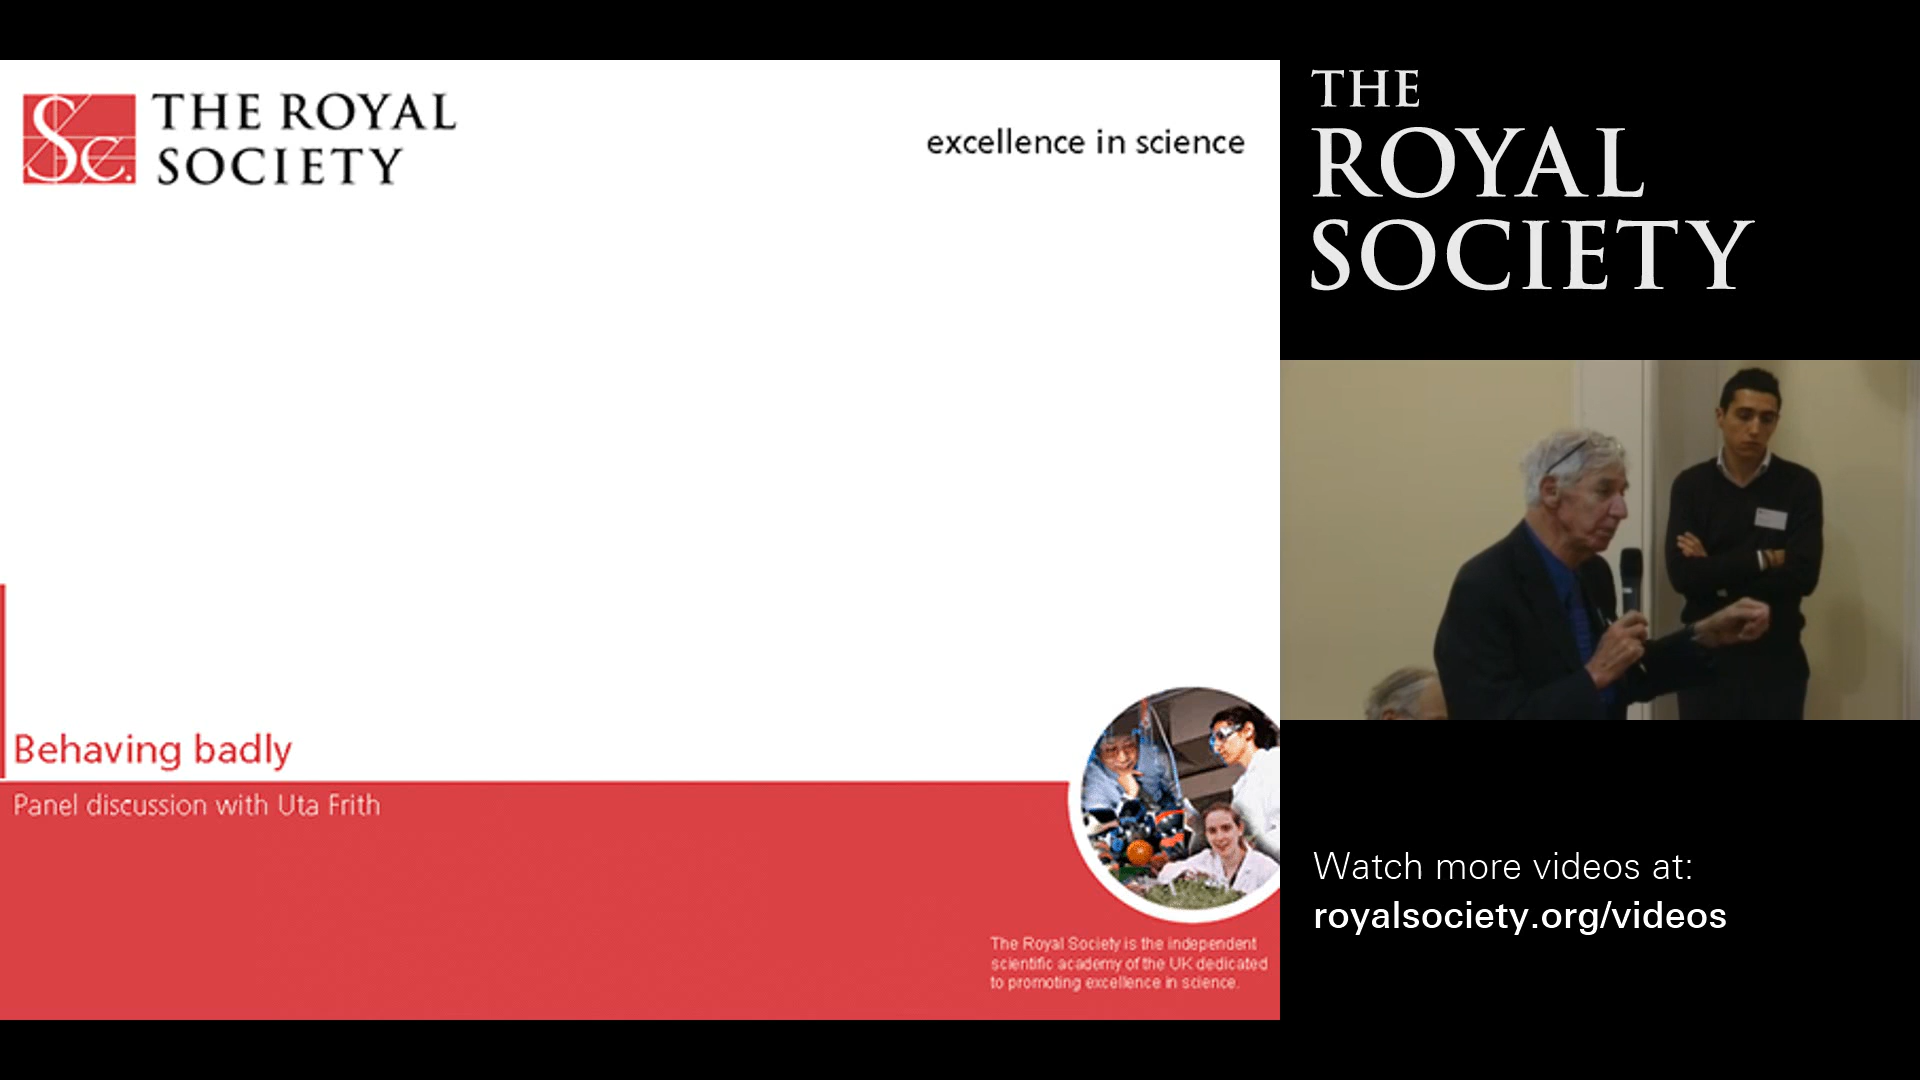 Sc.
THE ROYAL
SOCIETY
excellence in science
Behaving badly
Panel discussion with Uta Frith
The Royal Society is the independent
scientific academy of the UK dedicated
to promoting excellence in science.
THE
ROYAL
SOCIETY
Watch more videos at:
royalsociety.org/videos